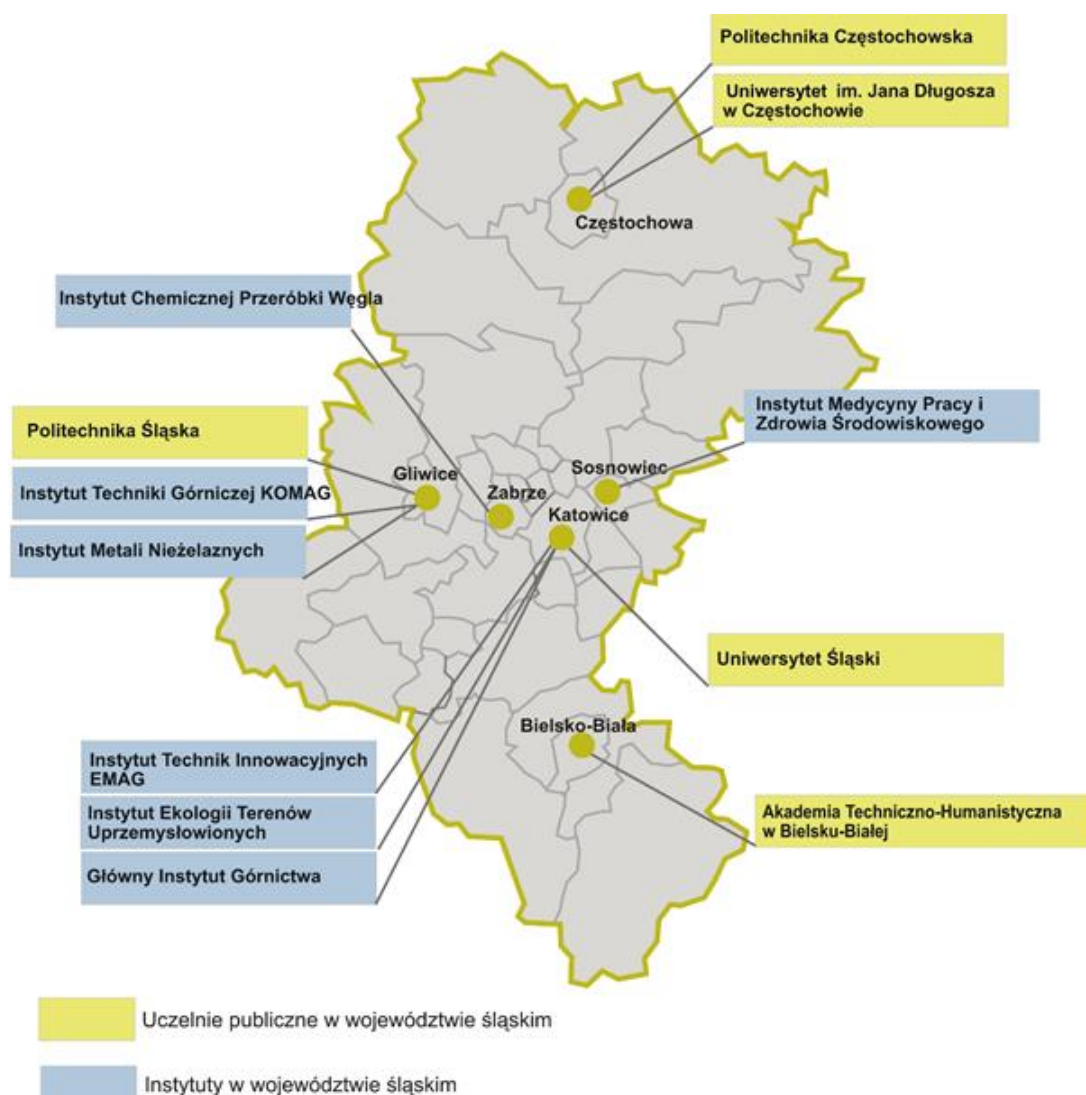 Politechnika Częstochowska
Uniwersytet im. Jana Długosza
w Częstochowie
Częstochowa
Instytut Chemicznej Przeróbki Węgla
Instytut Medycyny Pracy i
Zdrowia Środowiskowego
Politechnika Śląska
Gliwice
Sosnowiec
Instytut Techniki Górniczej KOMAG
Zabrze
Katowice
Instytut Metali Nieżelaznych
Uniwersytet Śląski
Bielsko-Biała
Instytut Technik Innowacyjnych
EMAG
Instytut Ekologii Terenów
Uprzemysłowionych
Akademia Techniczno-Humanistyczna
w Bielsku-Białej
Główny Instytut Górnictwa
Uczelnie publiczne w województwie śląskim
Instytuty w województwie śląskim